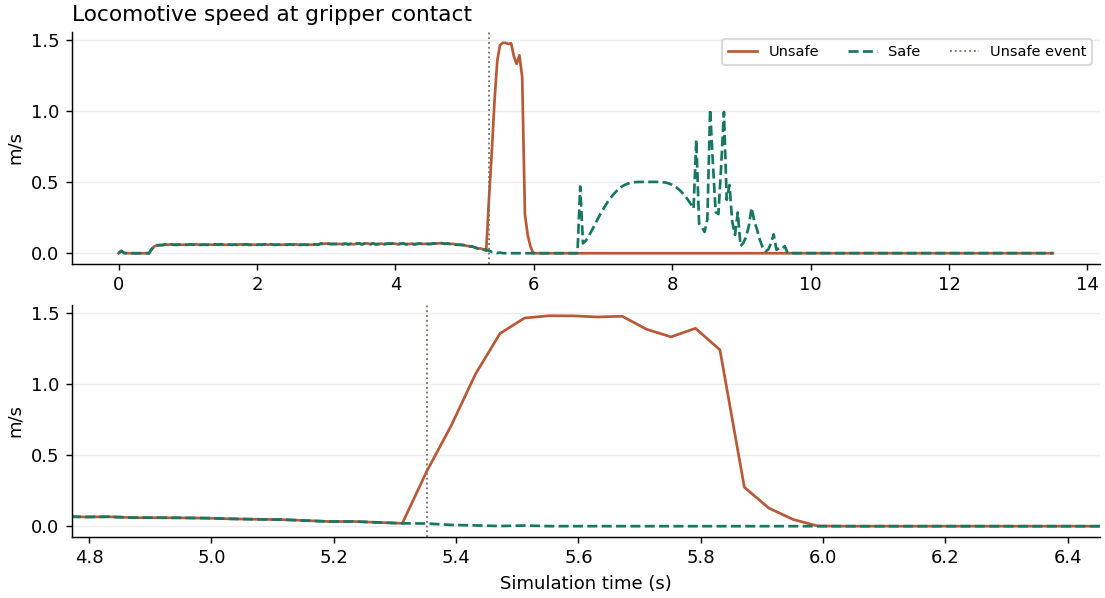 Locomotive speed at gripper contact
1.5
1.0
0.5
0.0
m/s
Unsafe
Safe
Unsafe event
0 2 4 6 8 10 12 14
1.5
1.0
0.5
0.0
m/s
4.8 5.0 5.2 5.4 5.6 5.8 6.0 6.2 6.4
Simulation time (s)